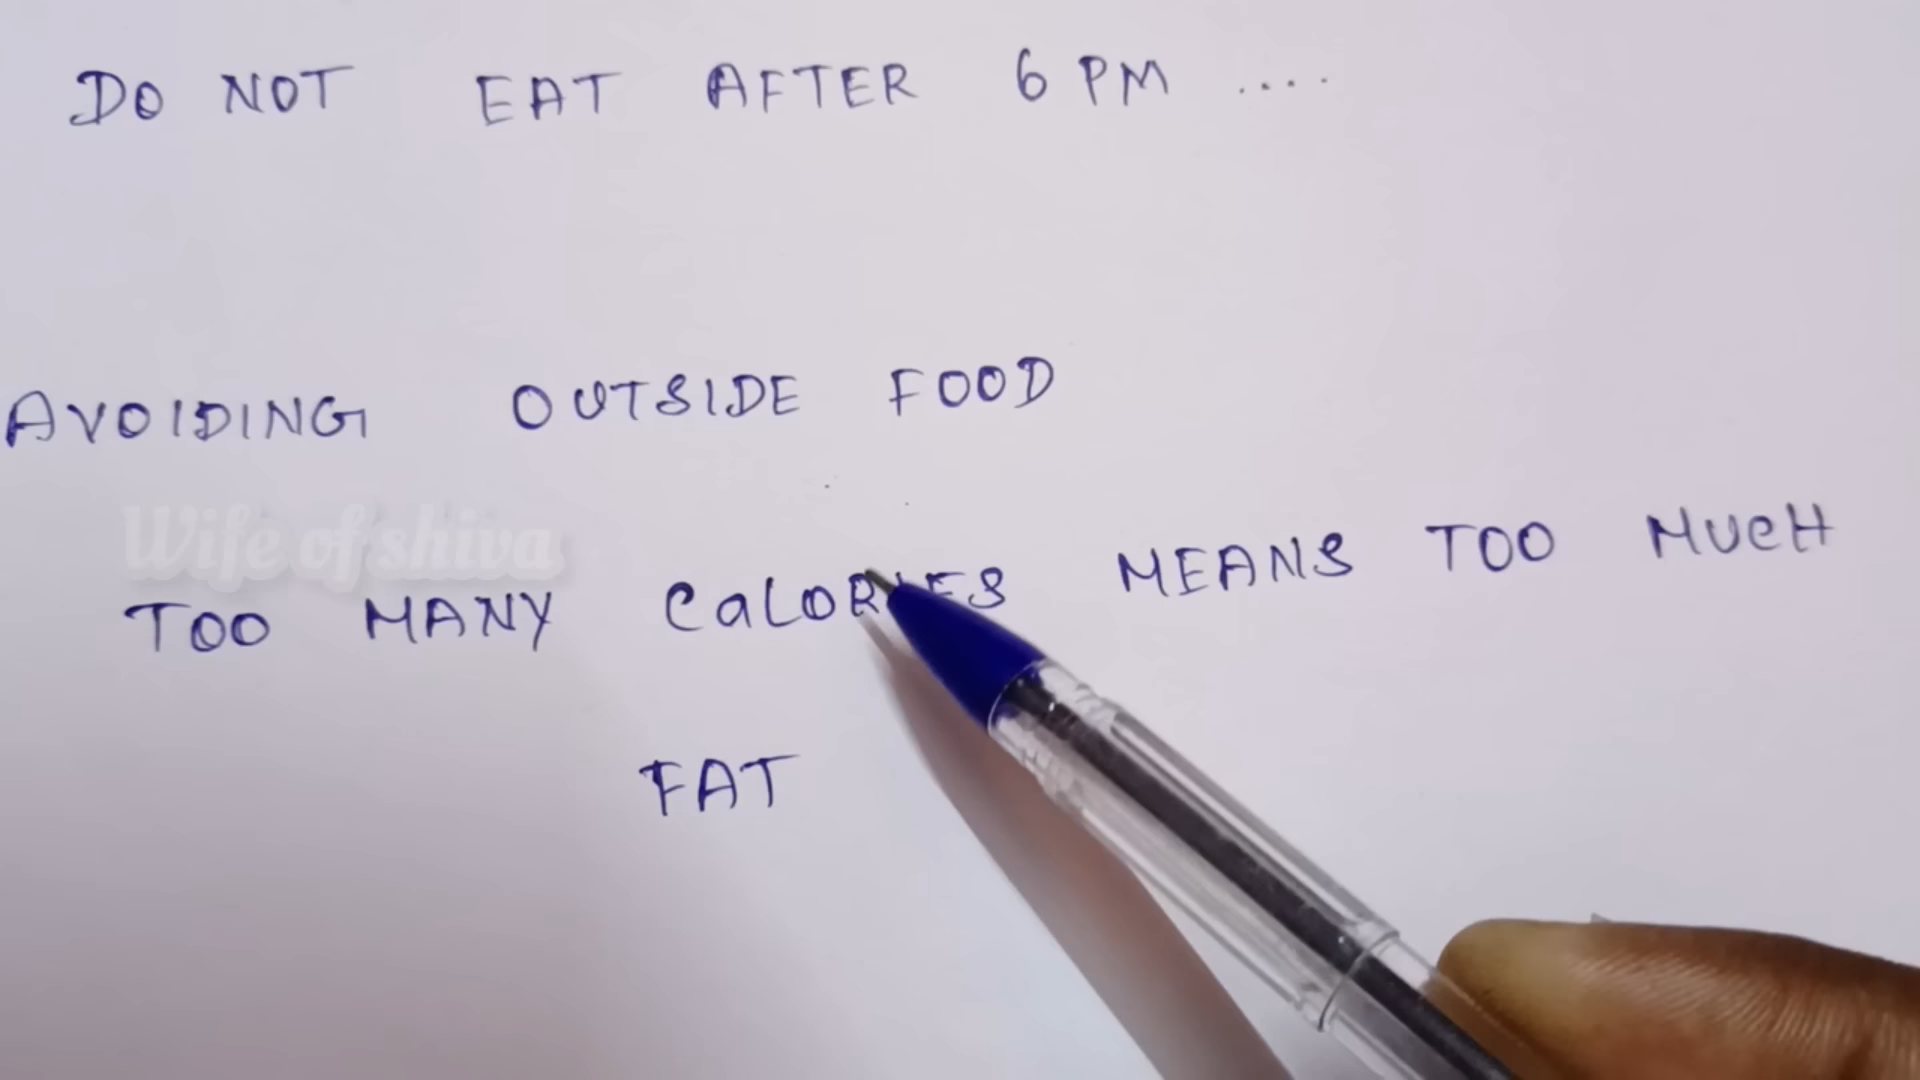 DO NOT EAT AFTER 6 PM ....
AVOIDING OUTSIDE FOOD
Wife of shiva
TOO MANY CaLORIES MEANS TOO MUcH
FAT